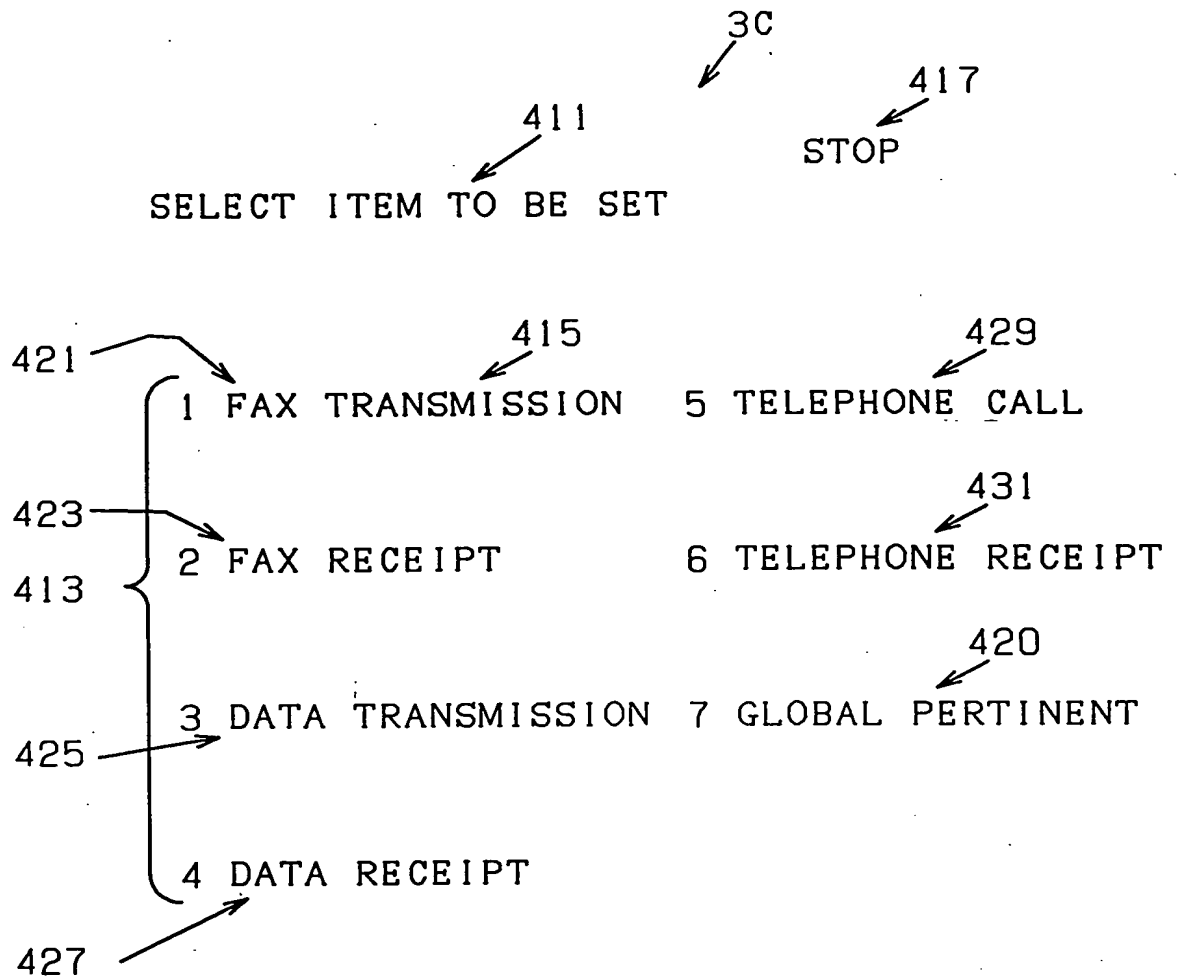 3C
417
411
STOP
SELECT ITEM TO BE SET
421
415
429
1 FAX TRANSMISSION 5 TELEPHONE CALL
431
423
2 FAX RECEIPT 6 TELEPHONE RECEIPT
413
420
3 DATA TRANSMISSION 7 GLOBAL PERTINENT
425
4 DATA RECEIPT
427